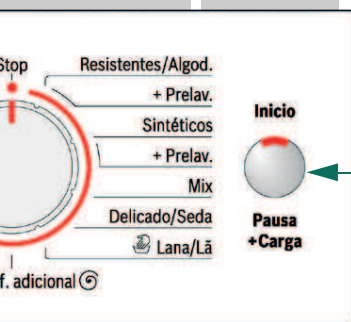 Stop
Resistentes/Algod.
+ Prelav.
Sintéticos
+ Prelav.
Mix
Delicado/Seda
Lana/Lã
f. adicional
Inicio
Pausa
+Carga